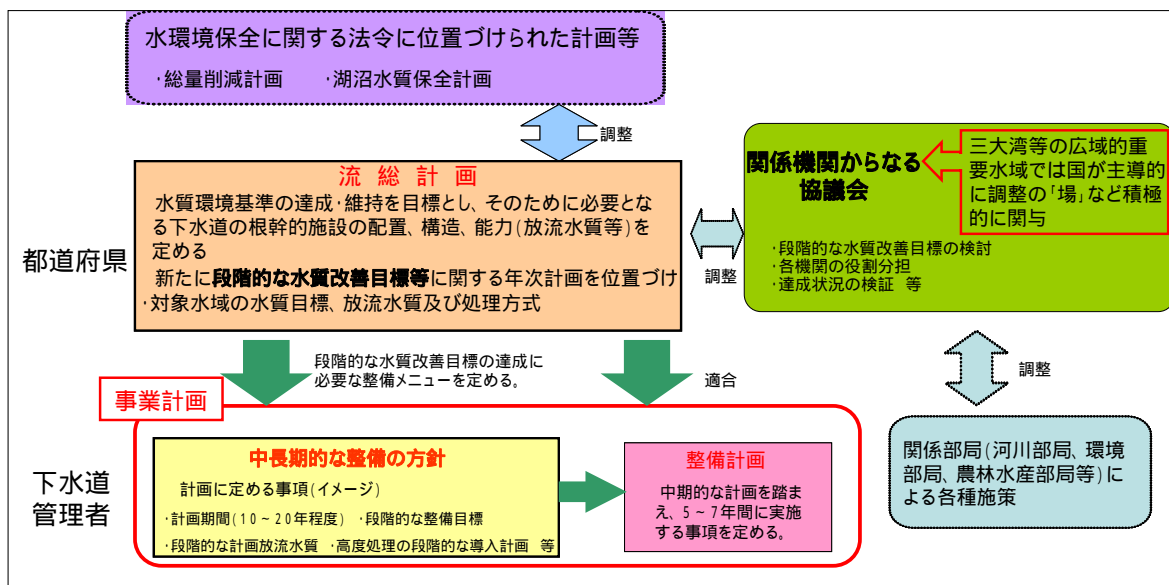 水環境保全に関する法令に位置づけられた計画等
・総量削減計画　・湖沼水質保全計画
調整
流 総 計 画
水質環境基準の達成・維持を目標とし、そのために必要とな
る下水道の根幹的施設の配置、構造、能力(放流水質等)を
定める
新たに段階的な水質改善目標等に関する年次計画を位置づけ
・対象水域の水質目標、放流水質及び処理方式
都道府県
調整
関係機関からなる
協議会
三大湾等の広域的重
要水域では国が主導的
に調整の「場」など積極
的に関与
・段階的な水質改善目標の検討
・各機関の役割分担
・達成状況の検証 等
段階的な水質改善目標の達成に
必要な整備メニューを定める。
適合
調整
事業計画
下水道
管理者
中長期的な整備の方針
計画に定める事項(イメージ)
・計画期間(10～20年程度)　・段階的な整備目標
・段階的な計画放流水質　・高度処理の段階的な導入計画 等
整備計画
中期的な計画を踏ま
え、5～7年間に実施
する事項を定める。
関係部局(河川部局、環境
部局、農林水産部局等)に
よる各種施策